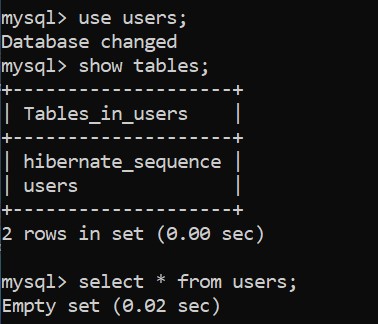 mysql> use users;
Database changed
mysql> show tables;
+--------------------+
| Tables_in_users    |
+--------------------+
| hibernate_sequence |
| users              |
+--------------------+
2 rows in set (0.00 sec)

mysql> select * from users;
Empty set (0.02 sec)